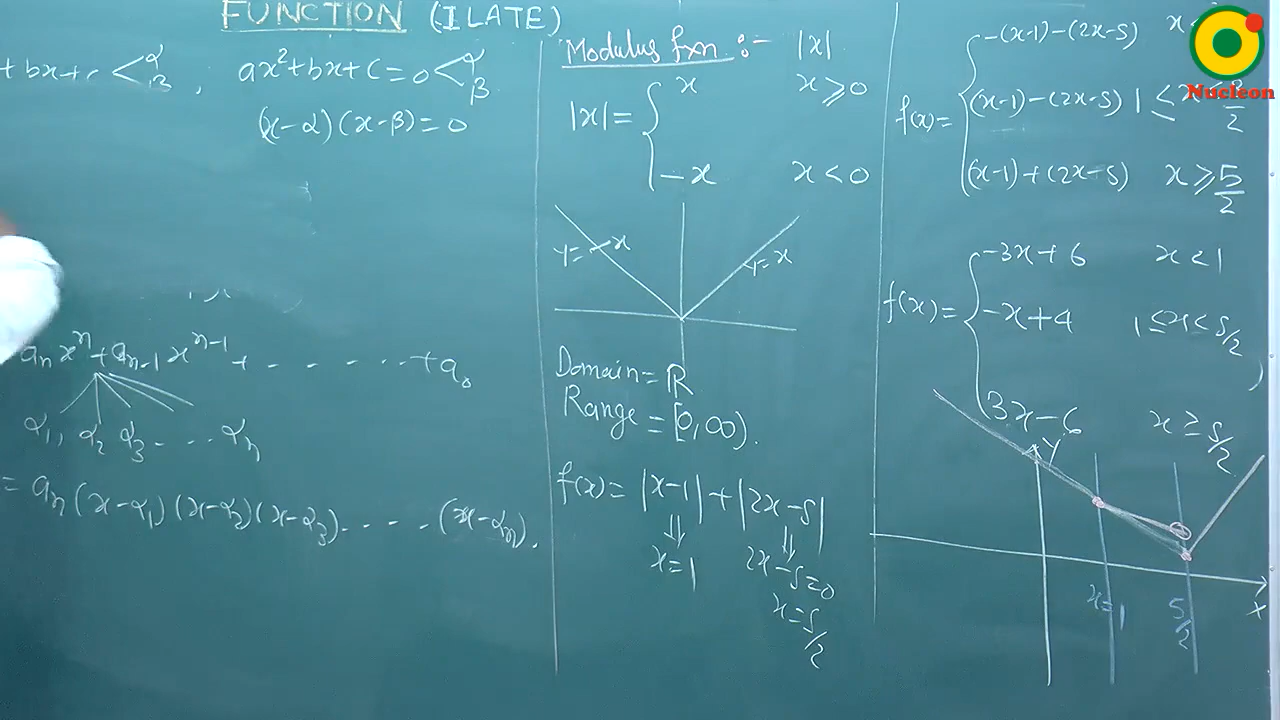 FUNCTION (ILATE)
+ bx + c < α β , ax² + bx + c = 0 < α β
(x-α)(x-β) = 0
aₙxⁿ + aₙ₋₁xⁿ⁻¹ + - - - - - - + a₀
α₁, α₂ α₃ - - - αₙ
= aₙ(x-α₁)(x-α₂)(x-α₃) - - - - - (x-αₙ).
Modulus fxn :- |x|
|x| = { x x ⩾ 0
-x x < 0
y = -x
y = x
Domain = ℝ
Range = [0, ∞).
f(x) = |x-1| + |2x-5|
⇓ ⇓
x = 1 2x-5 = 0
x = 5/2
f(x) = { -(x-1)-(2x-5) x <
(x-1)-(2x-5) 1 ≤ x < 5/2
(x-1)+(2x-5) x ⩾ 5/2
f(x) = { -3x + 6 x < 1
-x + 4 1 ≤ x < 5/2
3x - 6 x ≥ 5/2
Y
x = 1
5/2
X
Nucleon